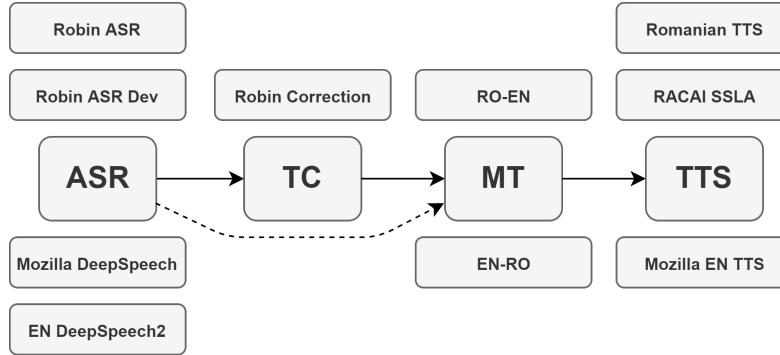 Robin ASR
Romanian TTS
Robin ASR Dev
Robin Correction
RO-EN
RACAI SSLA
ASR
TC
MT
TTS
Mozilla DeepSpeech
EN-RO
Mozilla EN TTS
EN DeepSpeech2